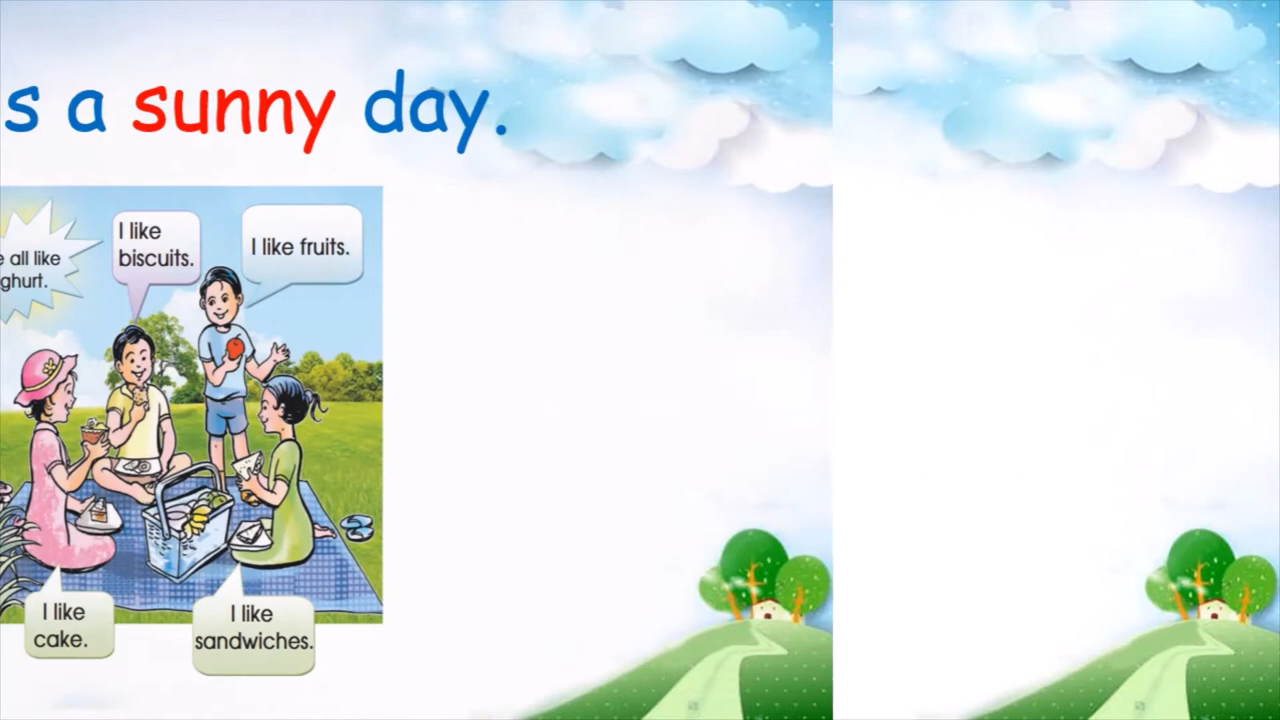 s a sunny day.
e all like
ghurt.
I like
biscuits.
I like fruits.
I like
cake.
I like
sandwiches.